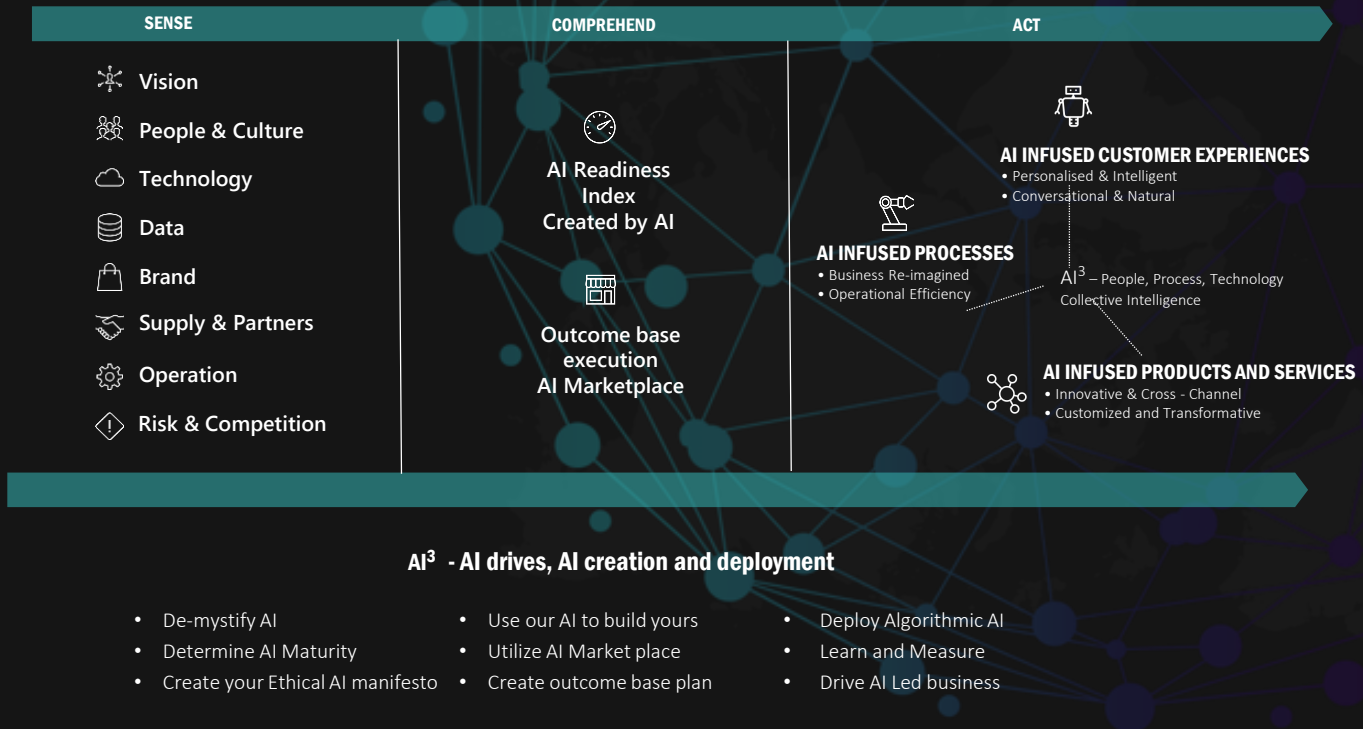 SENSE
COMPREHEND
ACT
Vision
People & Culture
Technology
Data
Brand
Supply & Partners
Operation
Risk & Competition
AI Readiness
Index
Created by AI
Outcome base
execution
AI Marketplace
AI INFUSED CUSTOMER EXPERIENCES
• Personalised & Intelligent
• Conversational & Natural
AI INFUSED PROCESSES
• Business Re-imagined
• Operational Efficiency
AI³ – People, Process, Technology
Collective Intelligence
AI INFUSED PRODUCTS AND SERVICES
• Innovative & Cross - Channel
• Customized and Transformative
AI³ - AI drives, AI creation and deployment
• De-mystify AI
• Determine AI Maturity
• Create your Ethical AI manifesto
• Use our AI to build yours
• Utilize AI Market place
• Create outcome base plan
• Deploy Algorithmic AI
• Learn and Measure
• Drive AI Led business